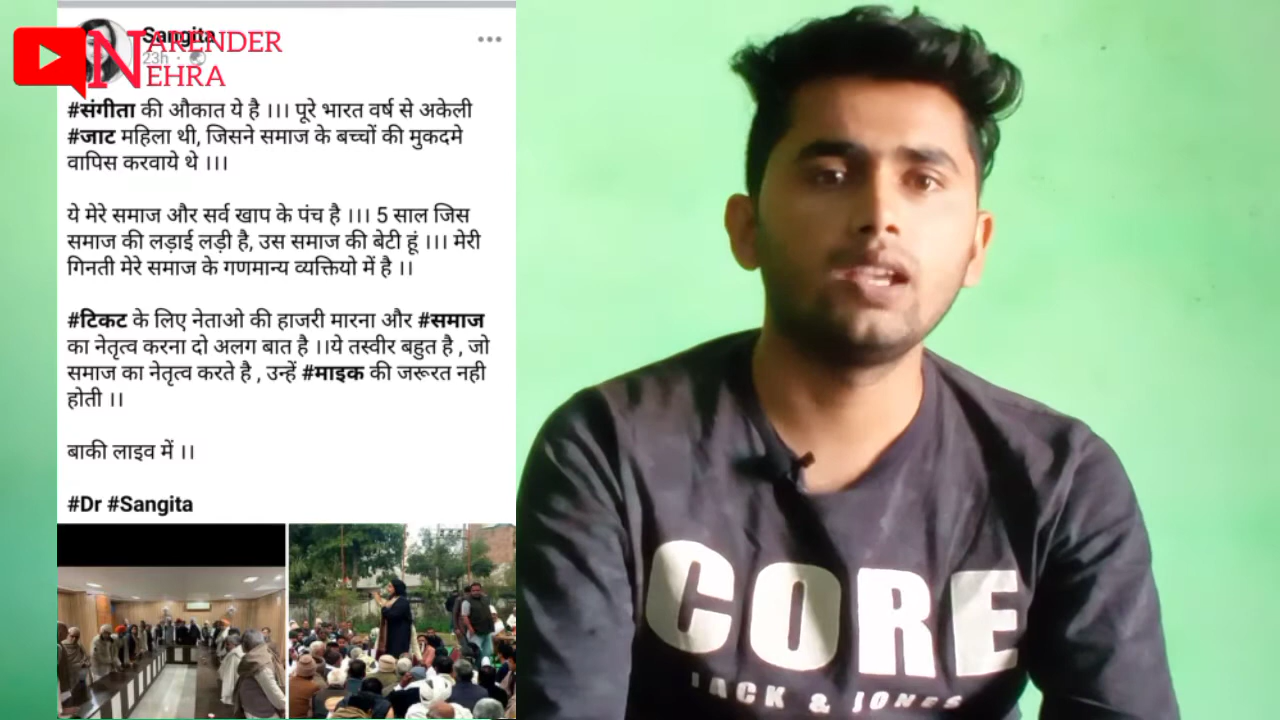 Sangita
NARENDER
NEHRA
23h
#संगीता की औकात ये है ।।। पूरे भारत वर्ष से अकेली
#जाट महिला थी, जिसने समाज के बच्चों की मुकदमे
वापिस करवाये थे ।।।
ये मेरे समाज और सर्व खाप के पंच है ।।। 5 साल जिस
समाज की लड़ाई लड़ी है, उस समाज की बेटी हूं ।।। मेरी
गिनती मेरे समाज के गणमान्य व्यक्तियो में है ।।
#टिकट के लिए नेताओ की हाजरी मारना और #समाज
का नेतृत्व करना दो अलग बात है ।।ये तस्वीर बहुत है , जो
समाज का नेतृत्व करते है , उन्हें #माइक की जरूरत नही
होती ।।
बाकी लाइव में ।।
#Dr #Sangita
CORE
JACK & JONES